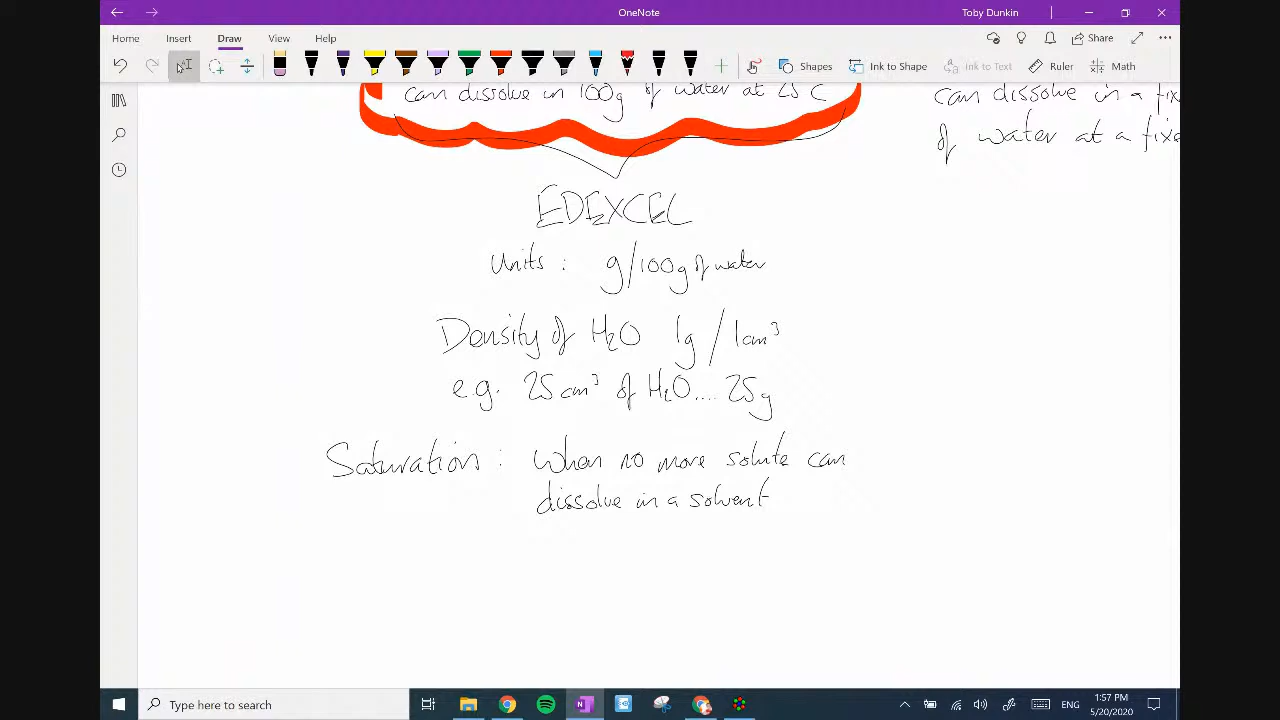 OneNote
Toby Dunkin
Home
Insert
Draw
View
Help
Share
Shapes
Ink to Shape
Ink to Text
Ruler
Math
can dissolve in 100g of water at 25°C
can dissolve in a fix
of water at a fixe
EDEXCEL
Units : g/100g of water
Density of H2O 1g / 1cm³
e.g. 25cm³ of H2O.... 25g
Saturation : When no more solute can
dissolve in a solvent
Type here to search
ENG
1:57 PM
5/20/2020